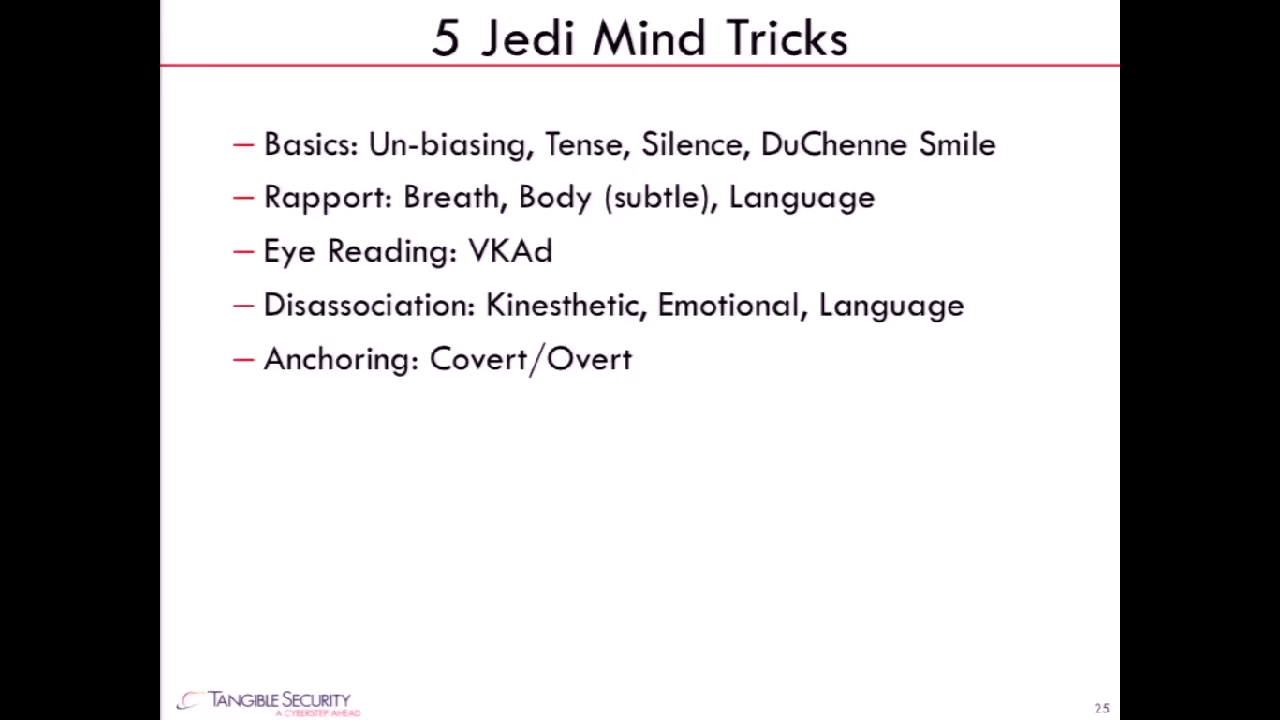 5 Jedi Mind Tricks
– Basics: Un-biasing, Tense, Silence, DuChenne Smile
– Rapport: Breath, Body (subtle), Language
– Eye Reading: VKAd
– Disassociation: Kinesthetic, Emotional, Language
– Anchoring: Covert/Overt
TANGIBLE SECURITY
A CYBERSTEP AHEAD
25